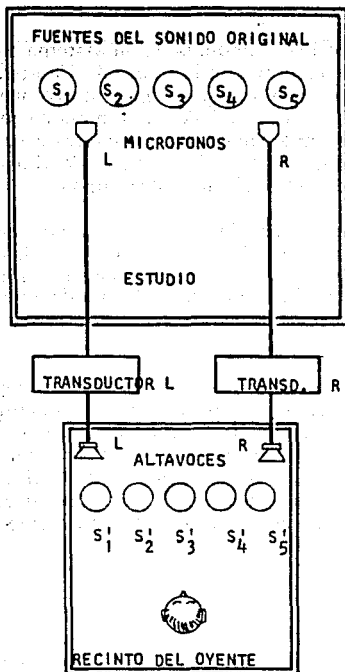 FUENTES DEL SONIDO ORIGINAL
S1 S2 S3 S4 S5
MICROFONOS
L R
ESTUDIO
TRANSDUCTOR L TRANSD. R
L R
ALTAVOCES
S'1 S'2 S'3 S'4 S'5
RECINTO DEL OYENTE